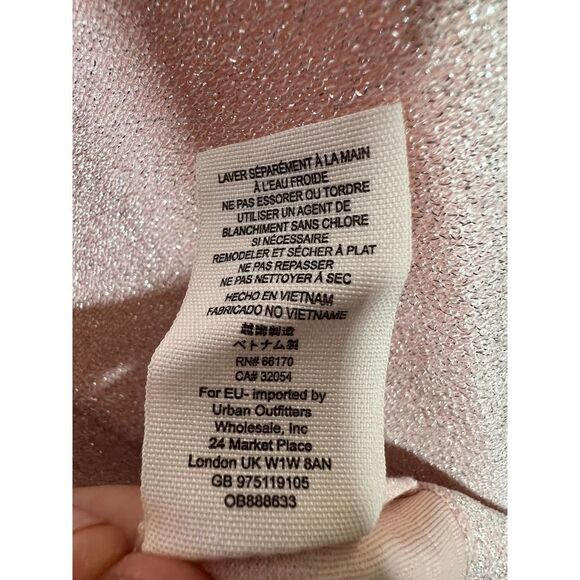 LAVER SÉPARÉMENT À LA MAIN
À L'EAU FROIDE
NE PAS ESSORER OU TORDRE
UTILISER UN AGENT DE
BLANCHIMENT SANS CHLORE
SI NÉCESSAIRE
REMODELER ET SÉCHER À PLAT
NE PAS REPASSER
NE PAS NETTOYER À SEC
HECHO EN VIETNAM
FABRICADO NO VIETNAME
越南製造
ベトナム製
RN# 66170
CA# 32054
For EU- imported by
Urban Outfitters
Wholesale, Inc
24 Market Place
London UK W1W 8AN
GB 975119105
OB888633